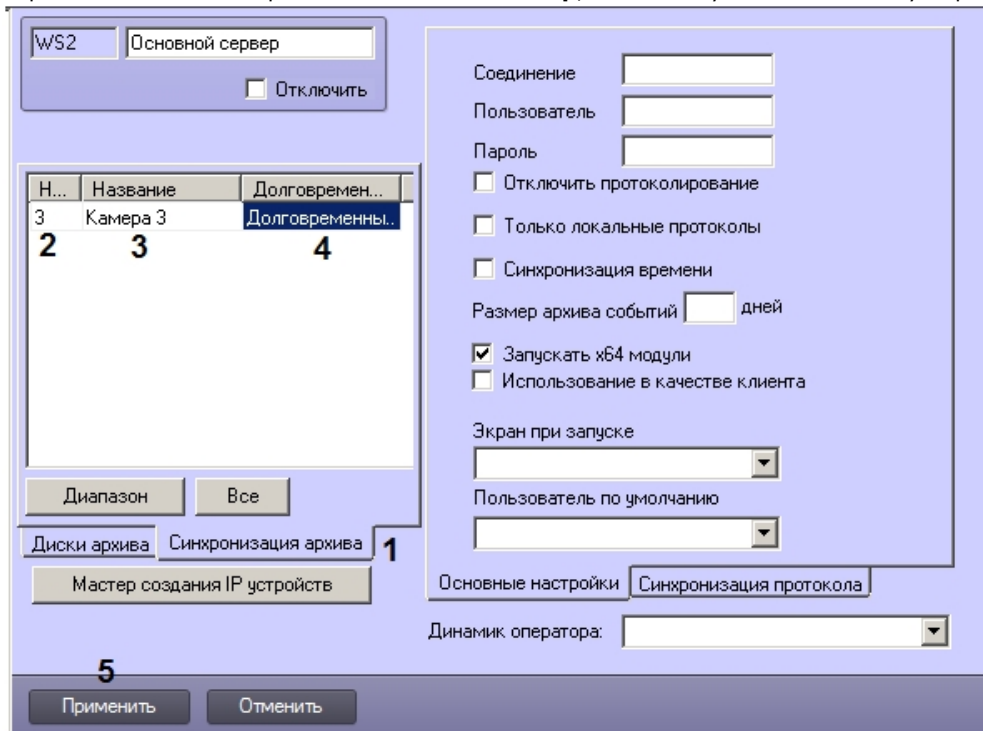 WS2 Основной сервер
Отключить
Н... Название Долговремен...
3 Камера 3 Долговременны..
2 3 4
Диапазон Все
Диски архива Синхронизация архива 1
Мастер создания IP устройств
Соединение
Пользователь
Пароль
Отключить протоколирование
Только локальные протоколы
Синхронизация времени
Размер архива событий дней
Запускать x64 модули
Использование в качестве клиента
Экран при запуске
Пользователь по умолчанию
Основные настройки Синхронизация протокола
Динамик оператора:
5
Применить Отменить